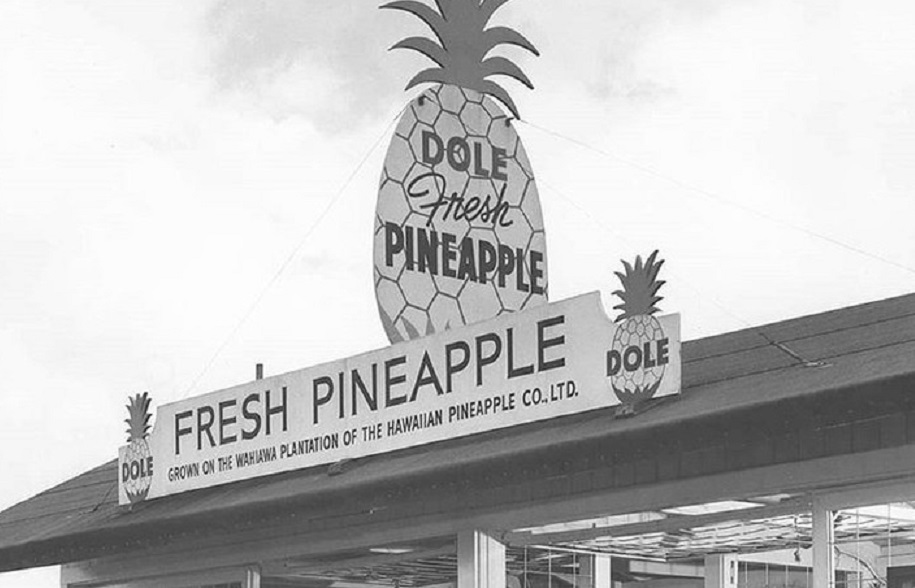 DOLE
Fresh
PINEAPPLE
FRESH PINEAPPLE
GROWN ON THE WAHIAWA PLANTATION OF THE HAWAIIAN PINEAPPLE CO., LTD.
DOLE
DOLE